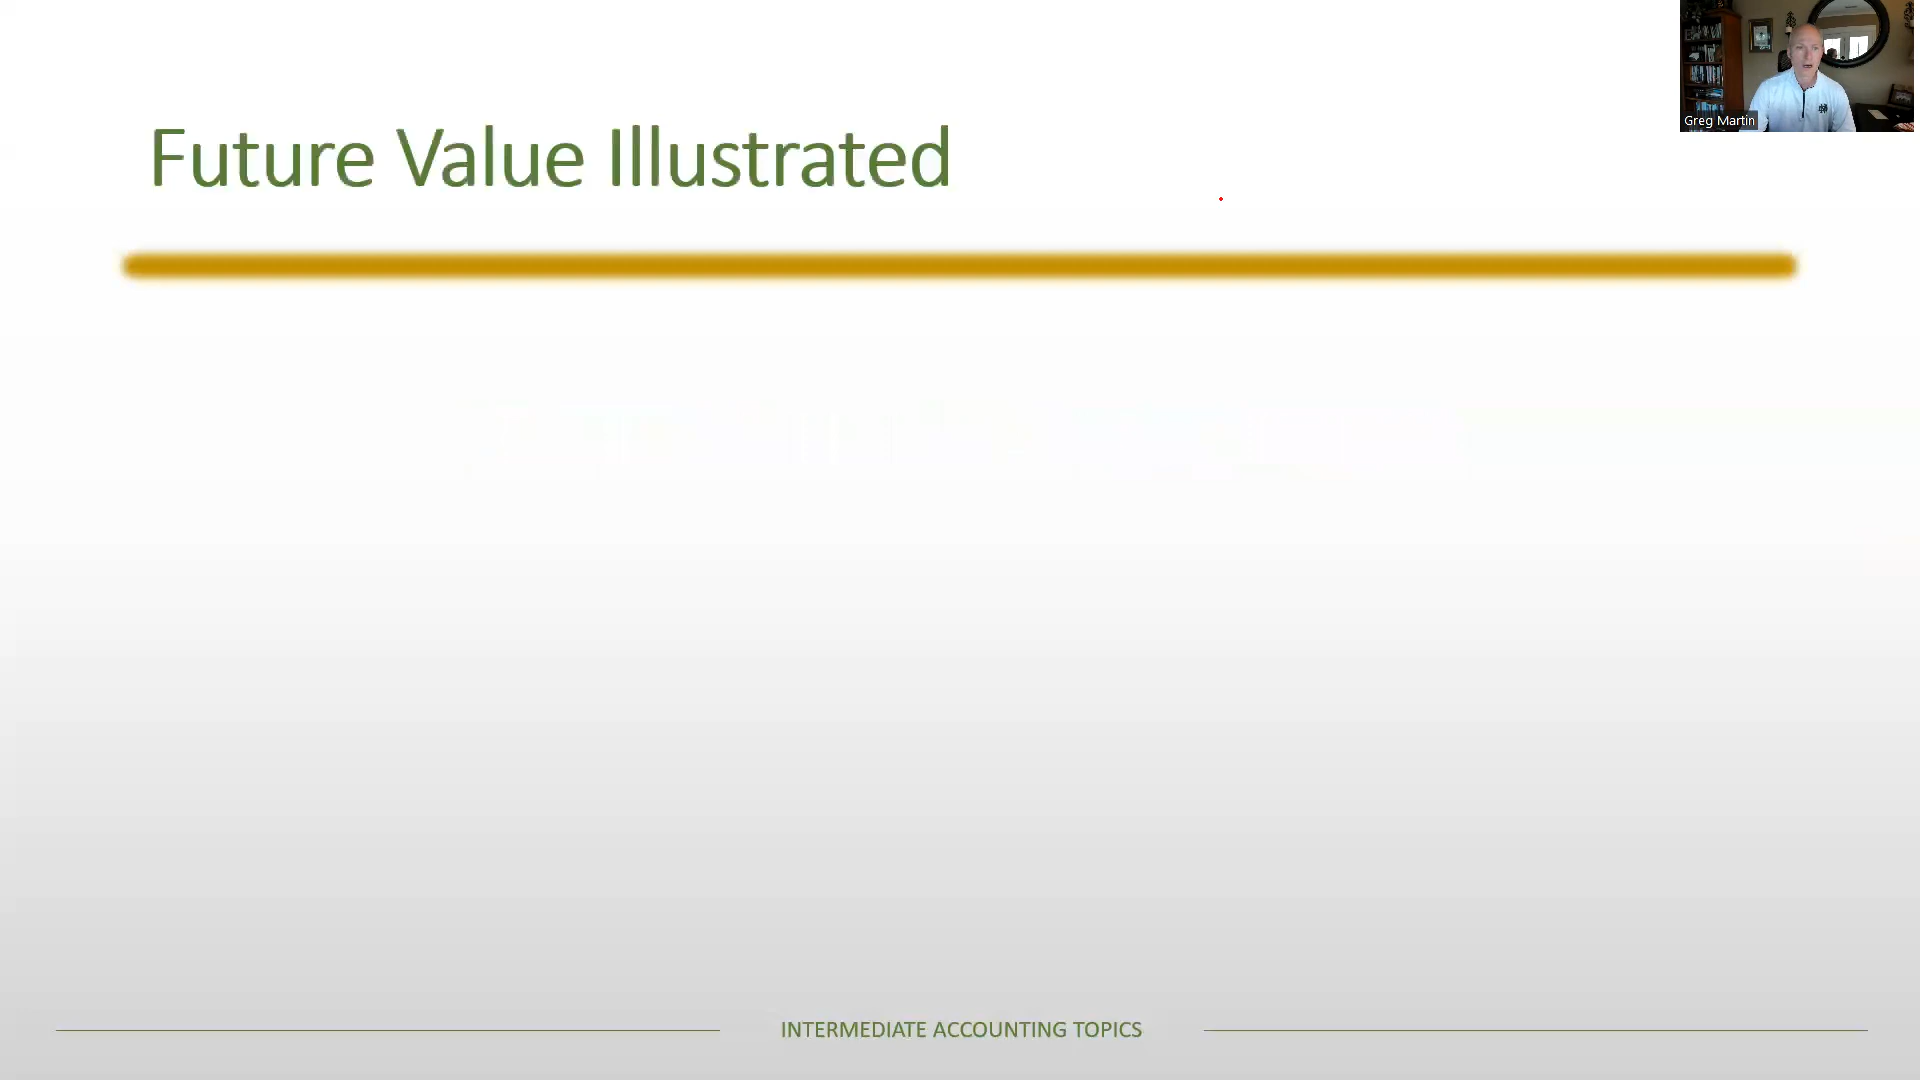 Greg Martin
Future Value Illustrated
INTERMEDIATE ACCOUNTING TOPICS